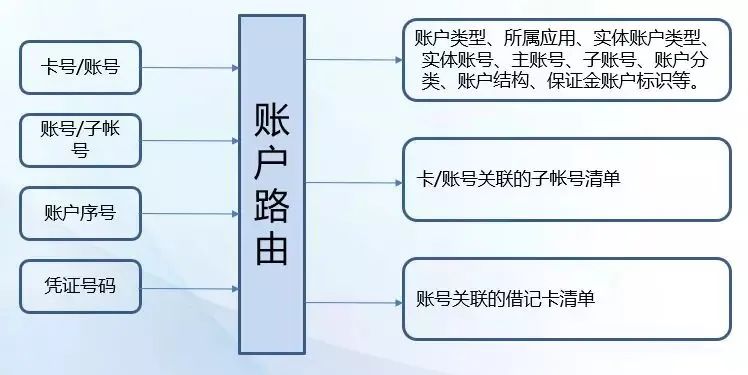 卡号/账号
账号/子帐
号
账户序号
凭证号码
账户路由
账户类型、所属应用、实体账户类型、
实体账号、主账号、子账号、账户分
类、账户结构、保证金账户标识等。
卡/账号关联的子帐号清单
账号关联的借记卡清单